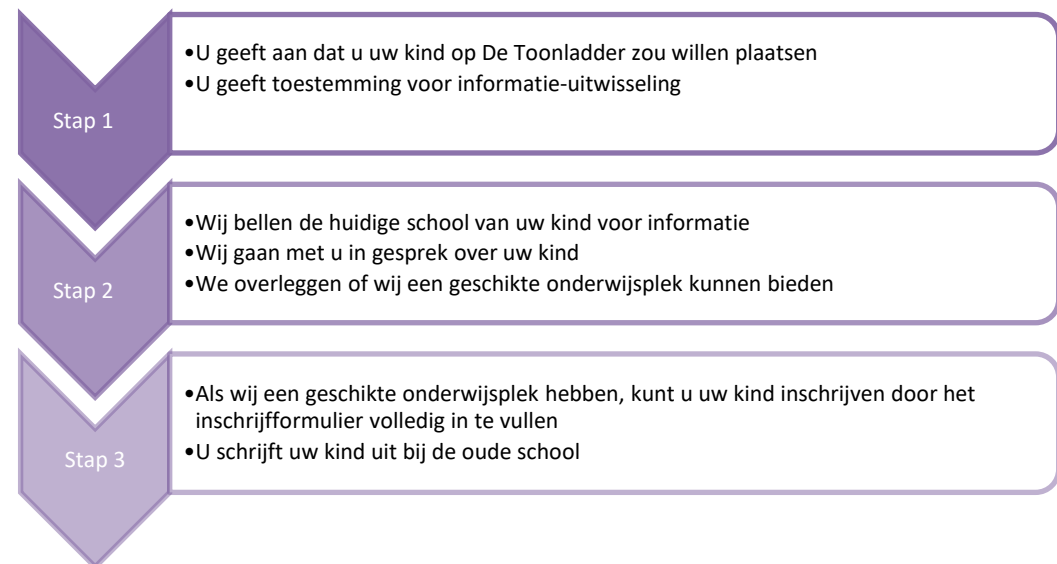 Stap 1
•U geeft aan dat u uw kind op De Toonladder zou willen plaatsen
•U geeft toestemming voor informatie-uitwisseling
Stap 2
•Wij bellen de huidige school van uw kind voor informatie
•Wij gaan met u in gesprek over uw kind
•We overleggen of wij een geschikte onderwijsplek kunnen bieden
Stap 3
•Als wij een geschikte onderwijsplek hebben, kunt u uw kind inschrijven door het
inschrijfformulier volledig in te vullen
•U schrijft uw kind uit bij de oude school